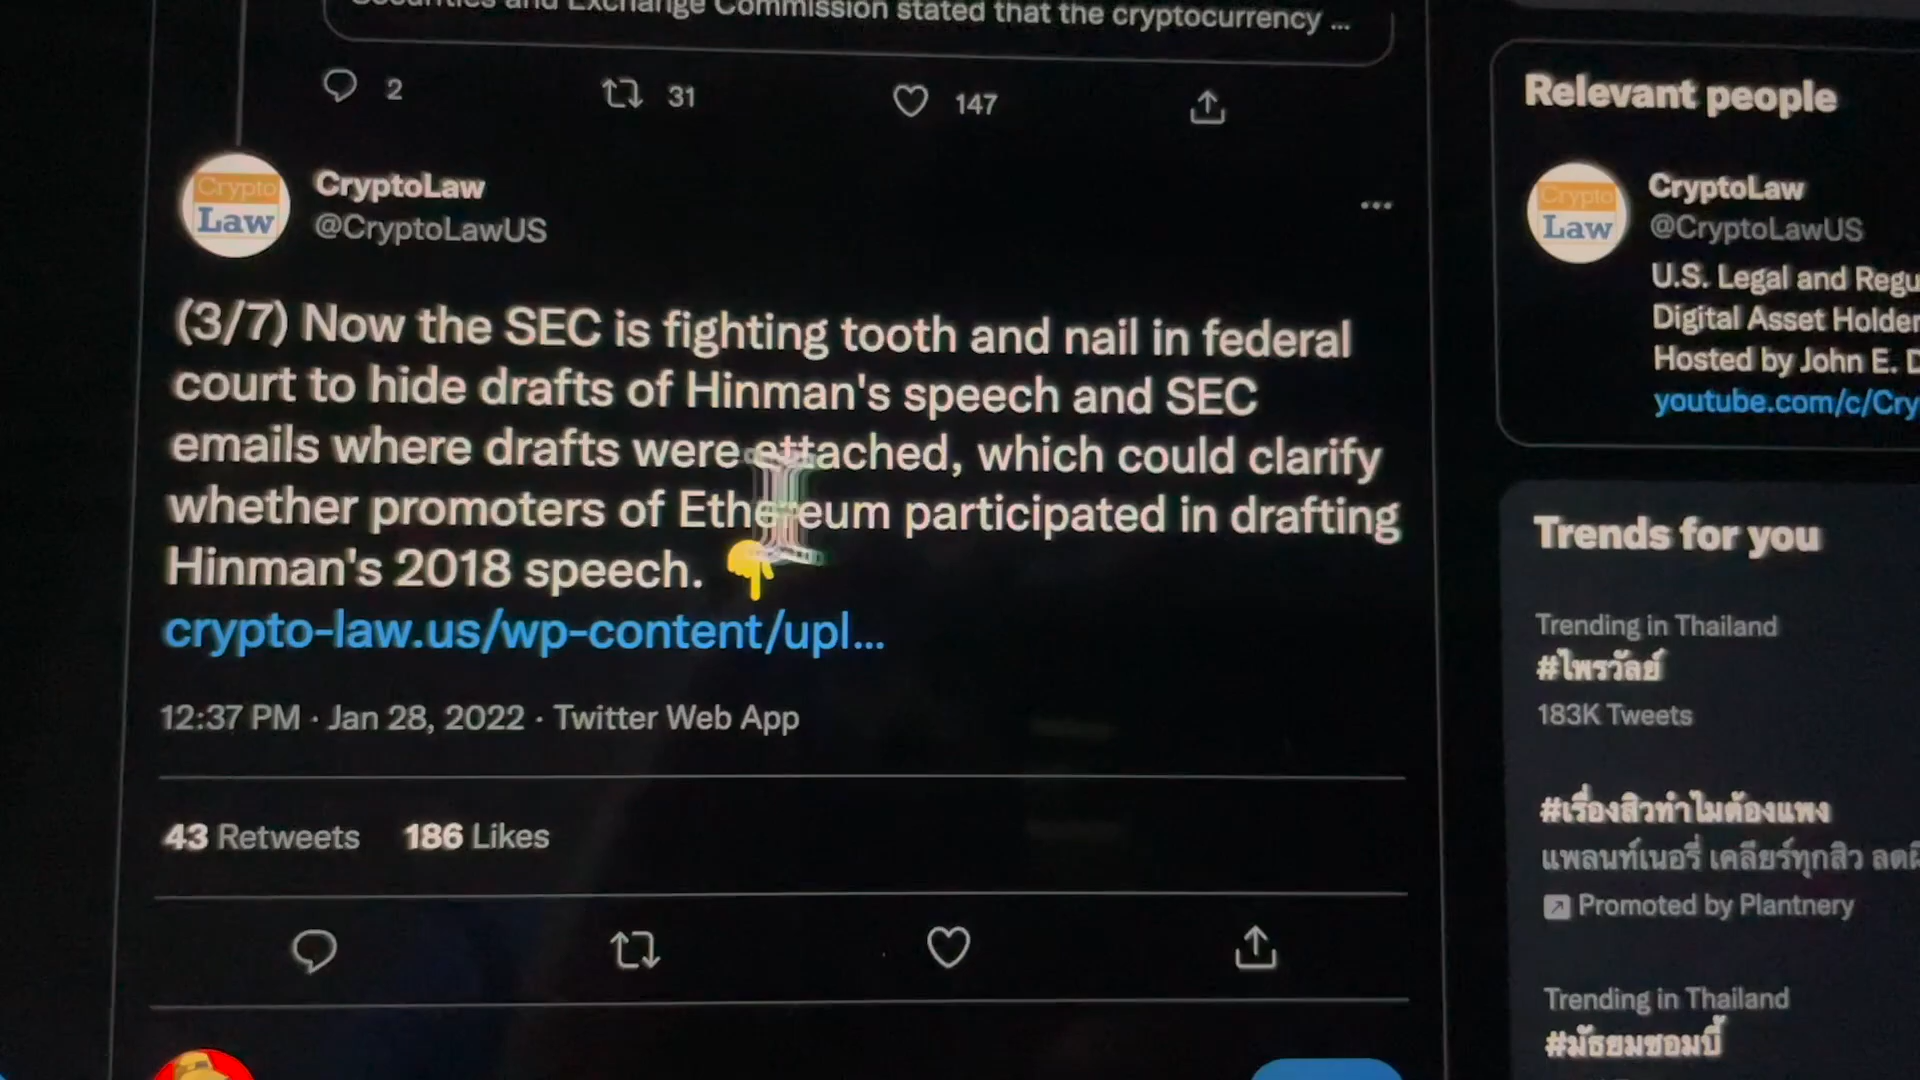 Securities and Exchange Commission stated that the cryptocurrency ...
2
31
147
Crypto
Law
CryptoLaw
@CryptoLawUS
(3/7) Now the SEC is fighting tooth and nail in federal
court to hide drafts of Hinman's speech and SEC
emails where drafts were attached, which could clarify
whether promoters of Ethereum participated in drafting
Hinman's 2018 speech. 👇
crypto-law.us/wp-content/upl...
12:37 PM · Jan 28, 2022 · Twitter Web App
43 Retweets 186 Likes
Relevant people
Crypto
Law
CryptoLaw
@CryptoLawUS
U.S. Legal and Regu
Digital Asset Holder
Hosted by John E. D
youtube.com/c/Cry
Trends for you
Trending in Thailand
#ไพรวัลย์
183K Tweets
#เรื่องสิวทำไมต้องแพง
แพลนท์เนอรี่ เคลียร์ทุกสิว ลดผิ
Promoted by Plantnery
Trending in Thailand
#มัธยมซอมบี้